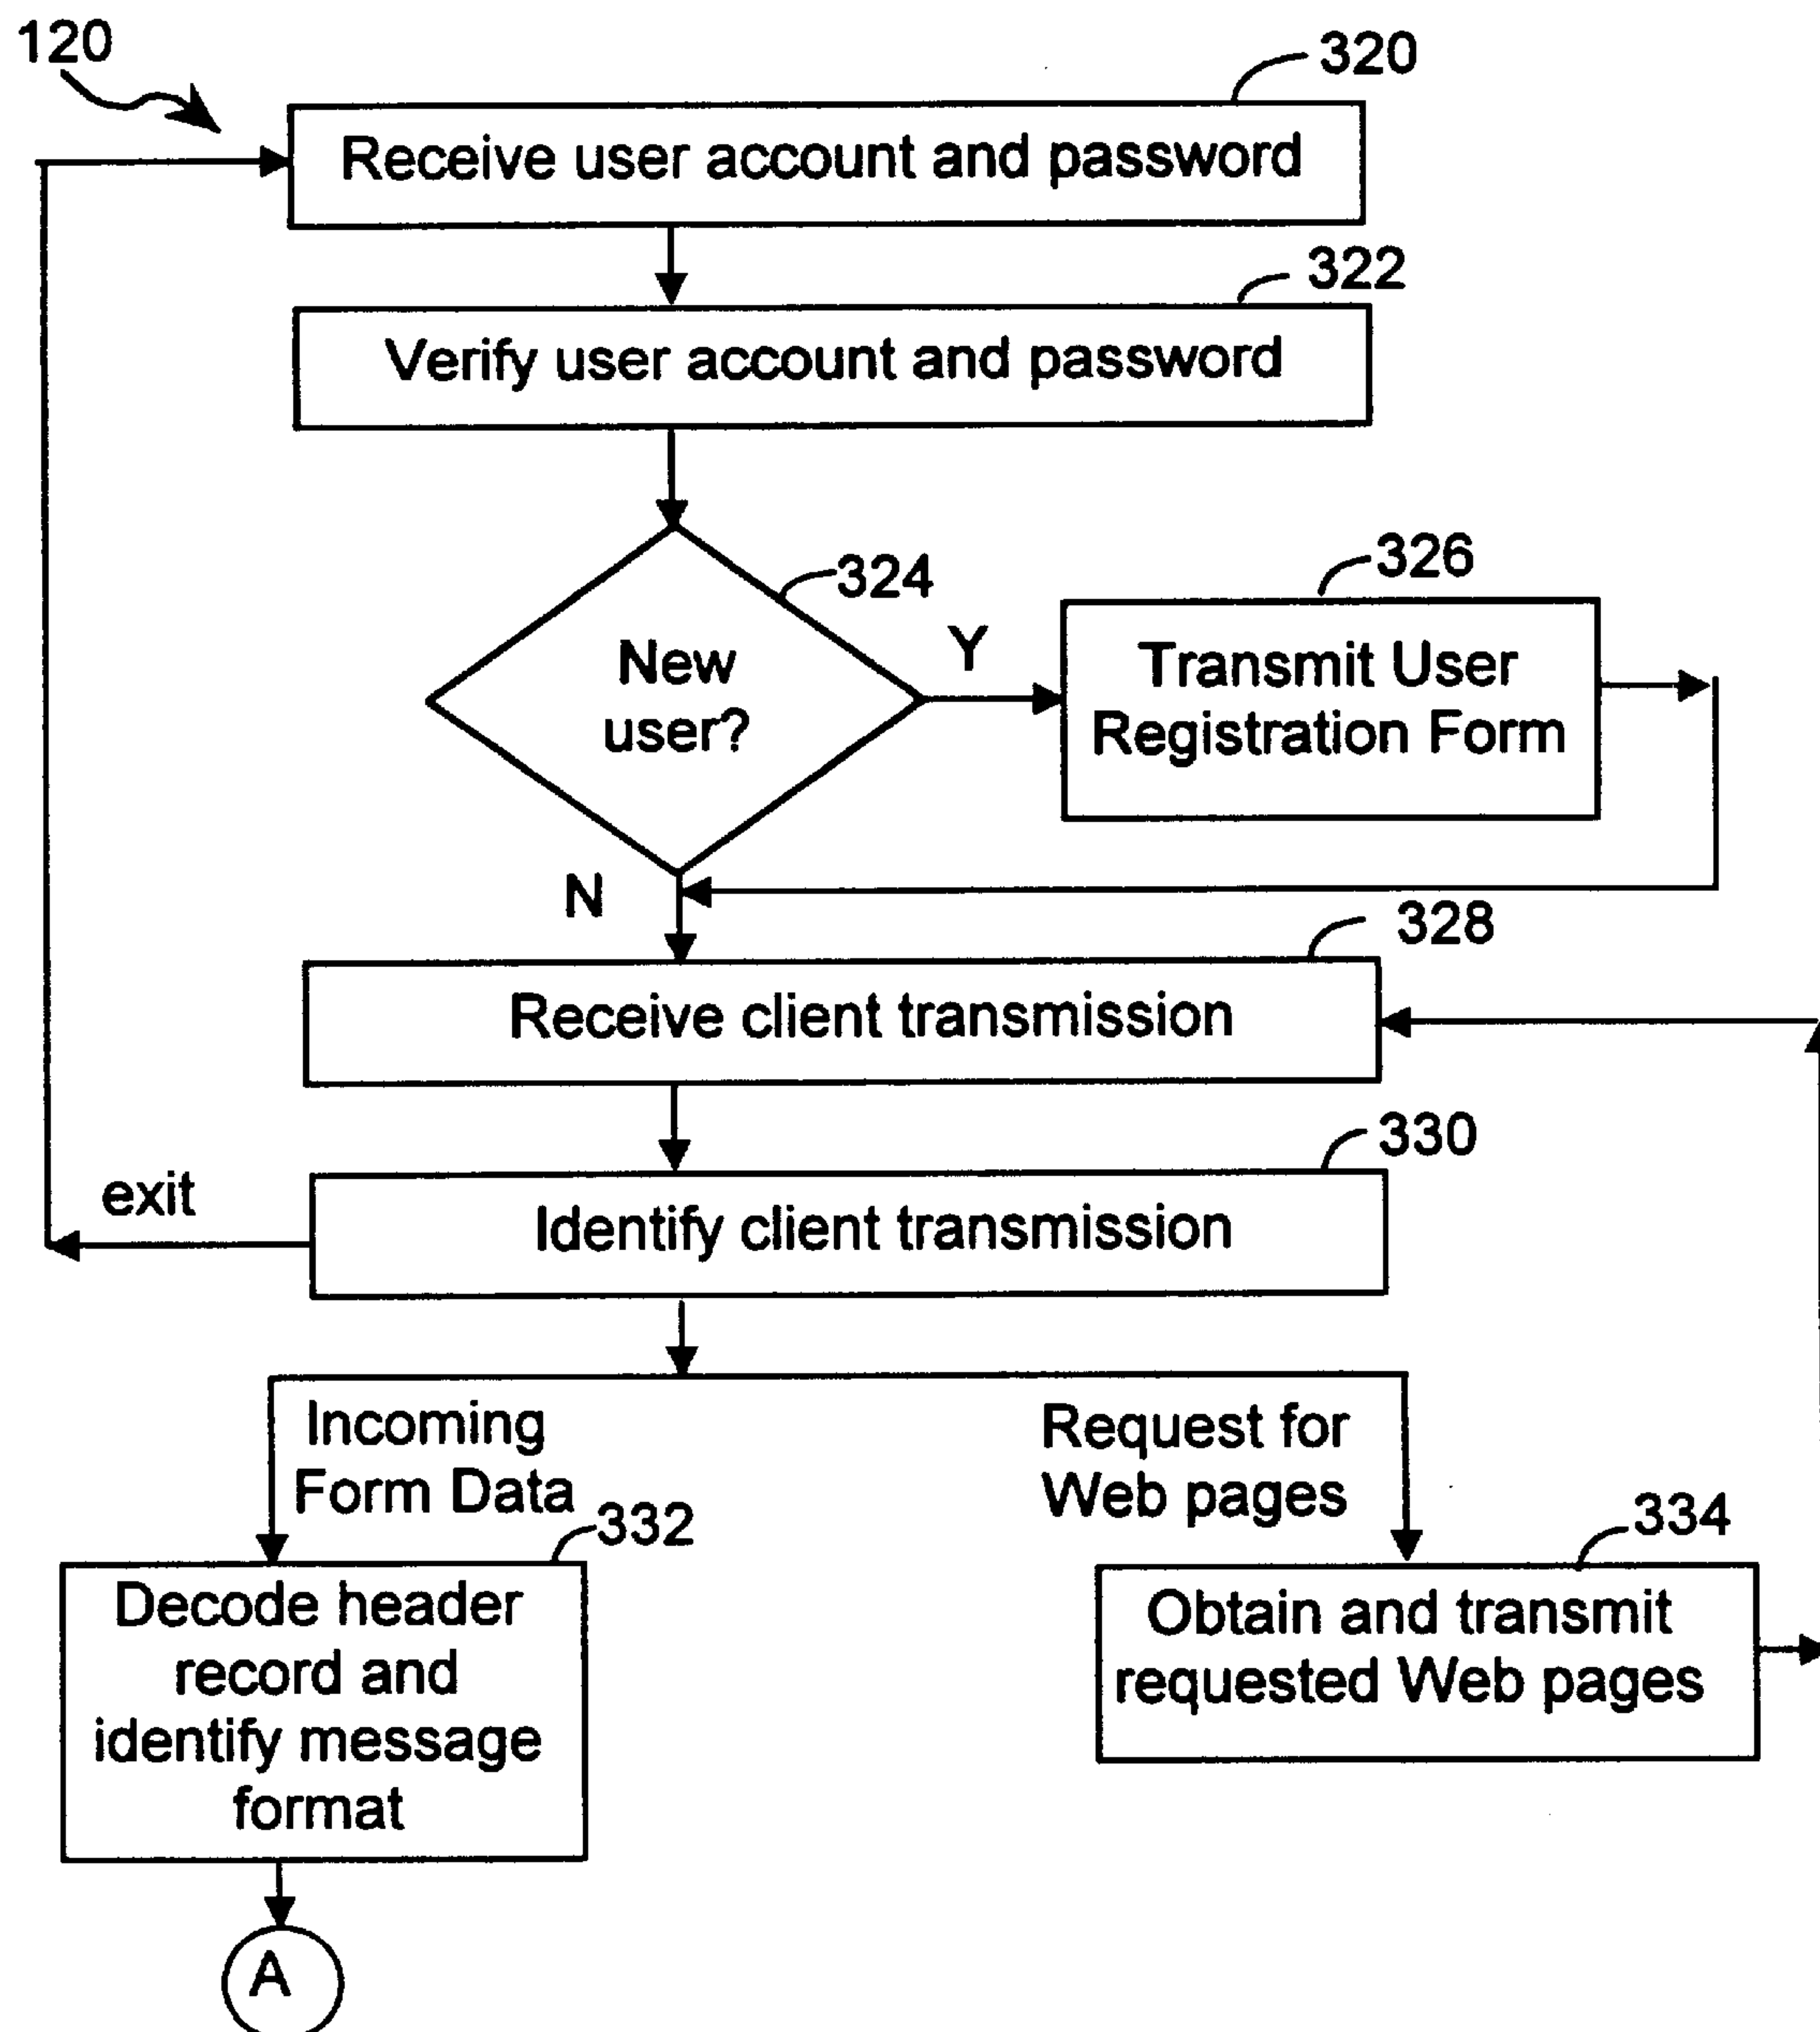 120
320
Receive user account and password
322
Verify user account and password
324
New
user?
Y
326
Transmit User
Registration Form
N
328
Receive client transmission
330
exit
Identify client transmission
Incoming
Form Data
Request for
Web pages
332
Decode header
record and
identify message
format
334
Obtain and transmit
requested Web pages
A